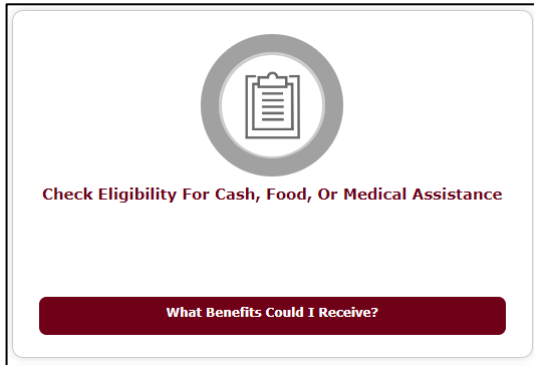 Check Eligibility For Cash, Food, Or Medical Assistance
What Benefits Could I Receive?